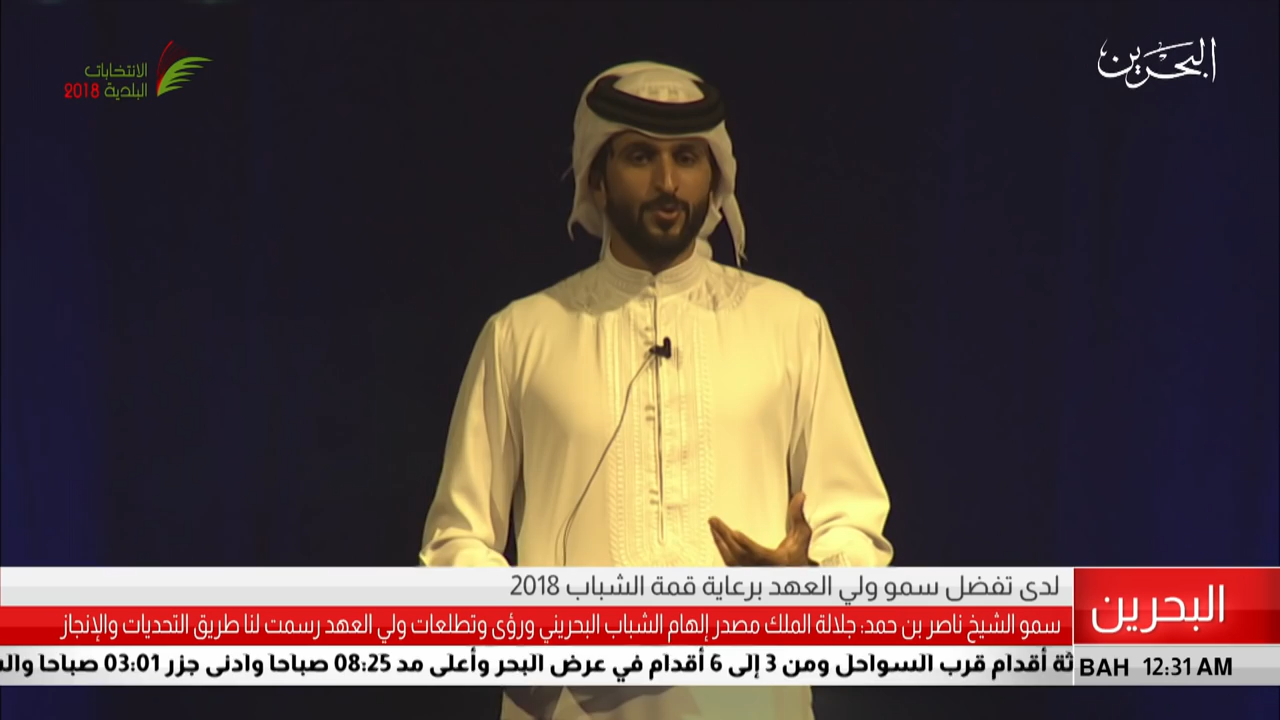 البحرين
الانتخابات
البلدية 2018
لدى تفضل سمو ولي العهد برعاية قمة الشباب 2018
البحرين
سمو الشيخ ناصر بن حمد: جلالة الملك مصدر إلهام الشباب البحريني ورؤى وتطلعات ولي العهد رسمت لنا طريق التحديات والإنجاز
أقدام قرب السواحل ومن 3 إلى 6 أقدام في عرض البحر وأعلى مد 08:25 صباحا وأدنى جزر 03:01 صباحا
BAH 12:31 AM